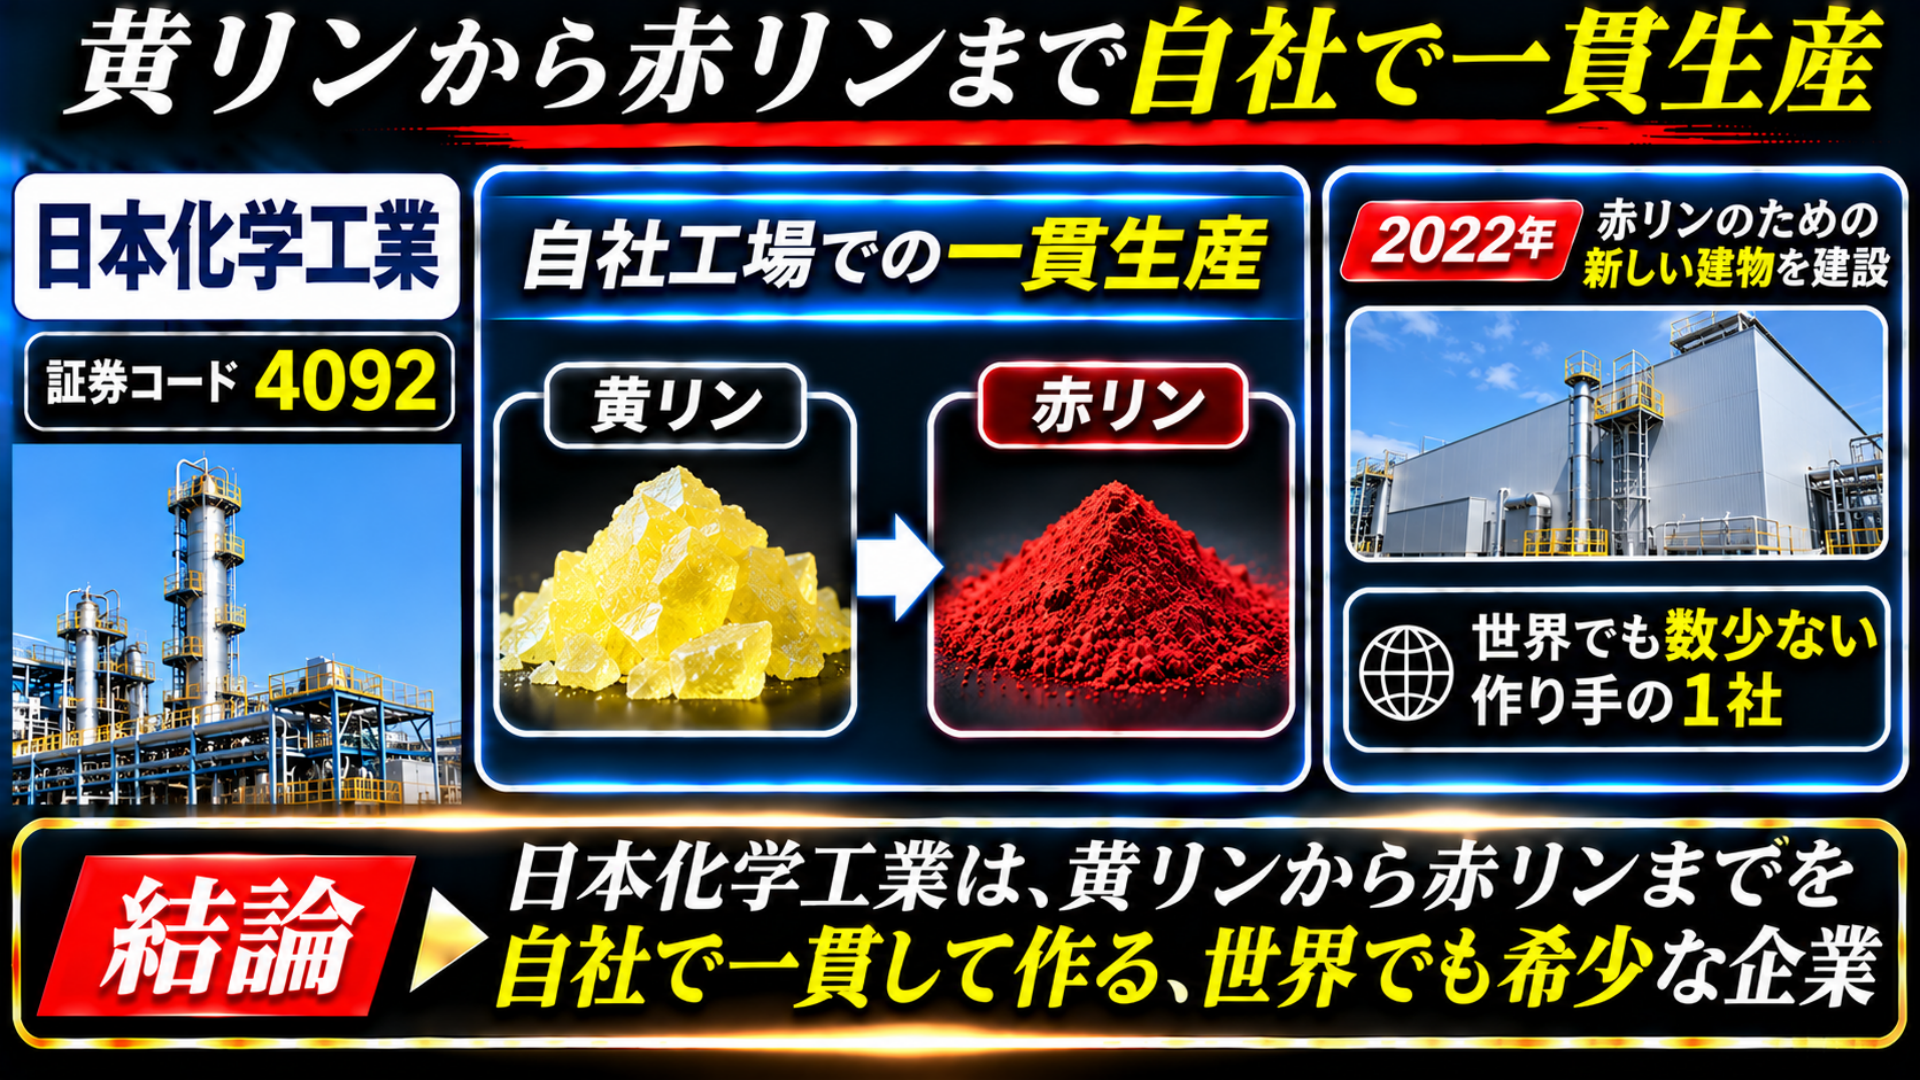 黄リンから赤リンまで自社で一貫生産
日本化学工業
証券コード 4092
自社工場での一貫生産
黄リン
赤リン
2022年
赤リンのための
新しい建物を建設
世界でも数少ない
作り手の1社
結論
日本化学工業は、黄リンから赤リンまでを
自社で一貫して作る、世界でも希少な企業